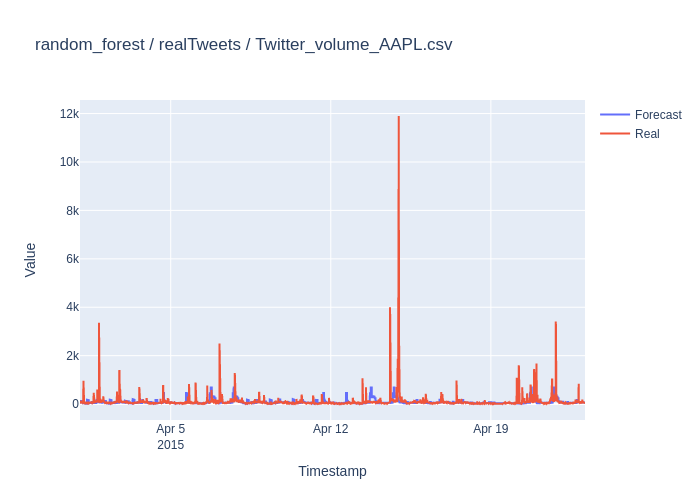 random_forest / realTweets / Twitter_volume_AAPL.csv
Forecast
Real
12k
10k
8k
6k
4k
2k
0
Value
Apr 5
2015
Apr 12
Apr 19
Timestamp